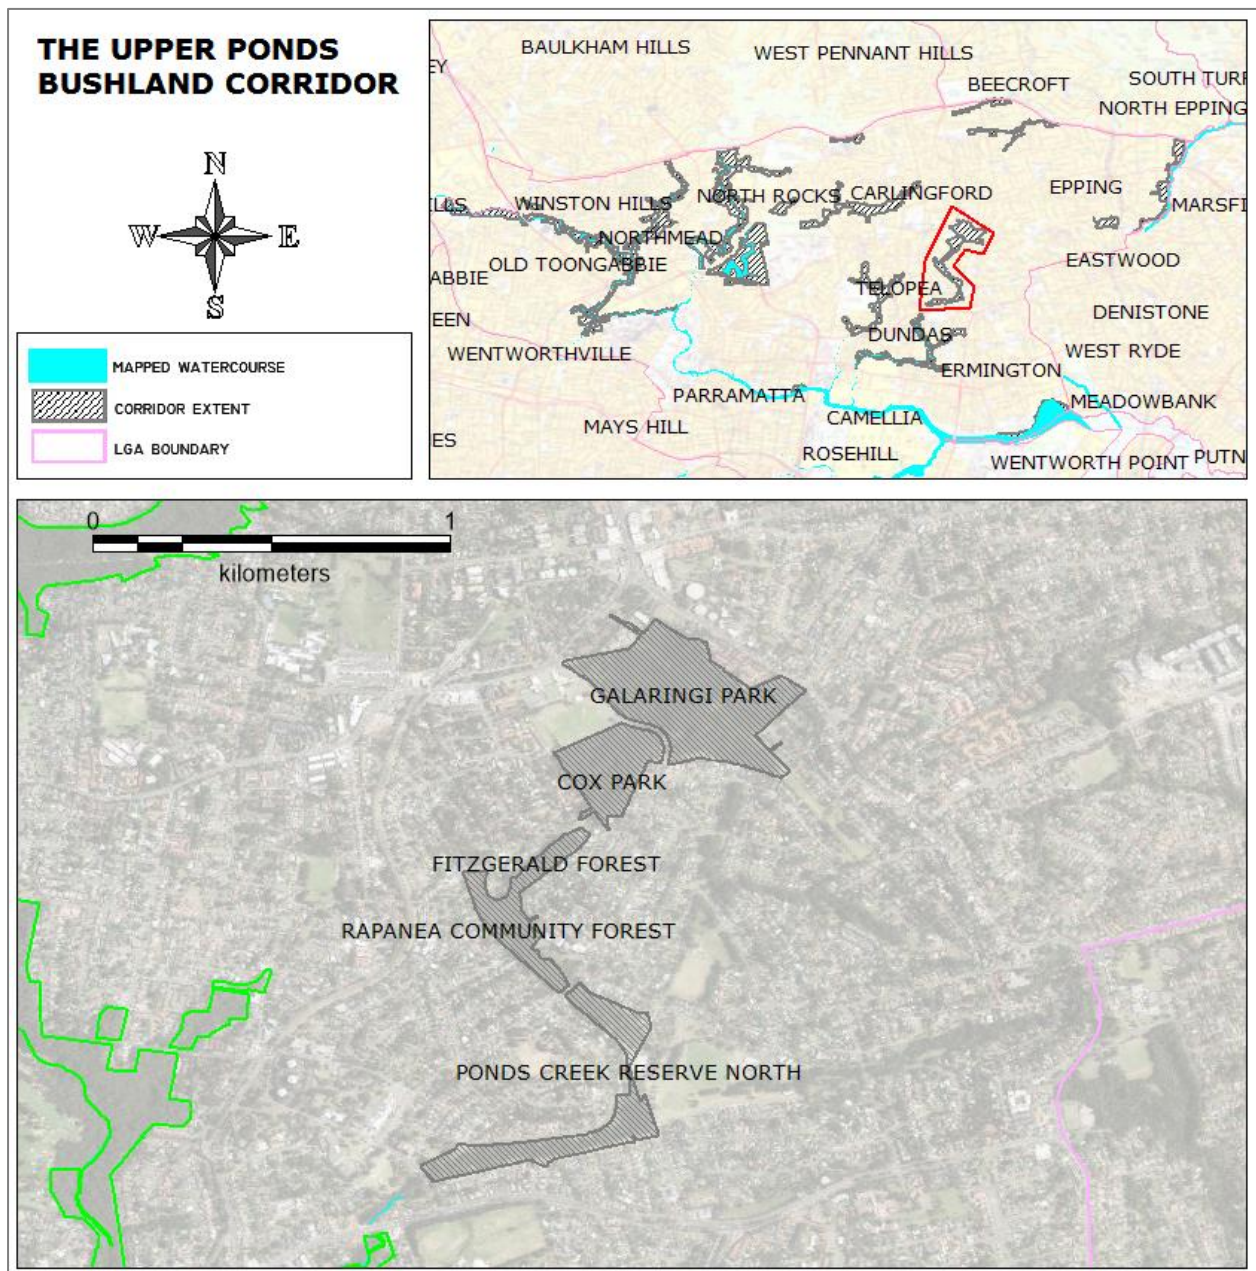 THE UPPER PONDS
BUSHLAND CORRIDOR
N
W E
S
MAPPED WATERCOURSE
CORRIDOR EXTENT
LGA BOUNDARY
BAULKHAM HILLS
WEST PENNANT HILLS
EY
BEECROFT
SOUTH TURR
NORTH EPPING
ILLS
WINSTON HILLS
NORTH ROCKS
CARLINGFORD
EPPING
MARSFI
NORTHMEAD
OLD TOONGABBIE
ABBIE
EASTWOOD
TELOPEA
DENISTONE
EEN
DUNDAS
WENTWORTHVILLE
WEST RYDE
ERMINGTON
PARRAMATTA
MEADOWBANK
CAMELLIA
MAYS HILL
ES
ROSEHILL
WENTWORTH POINT
PUTN
0 1
kilometers
GALARINGI PARK
COX PARK
FITZGERALD FOREST
RAPANEA COMMUNITY FOREST
PONDS CREEK RESERVE NORTH